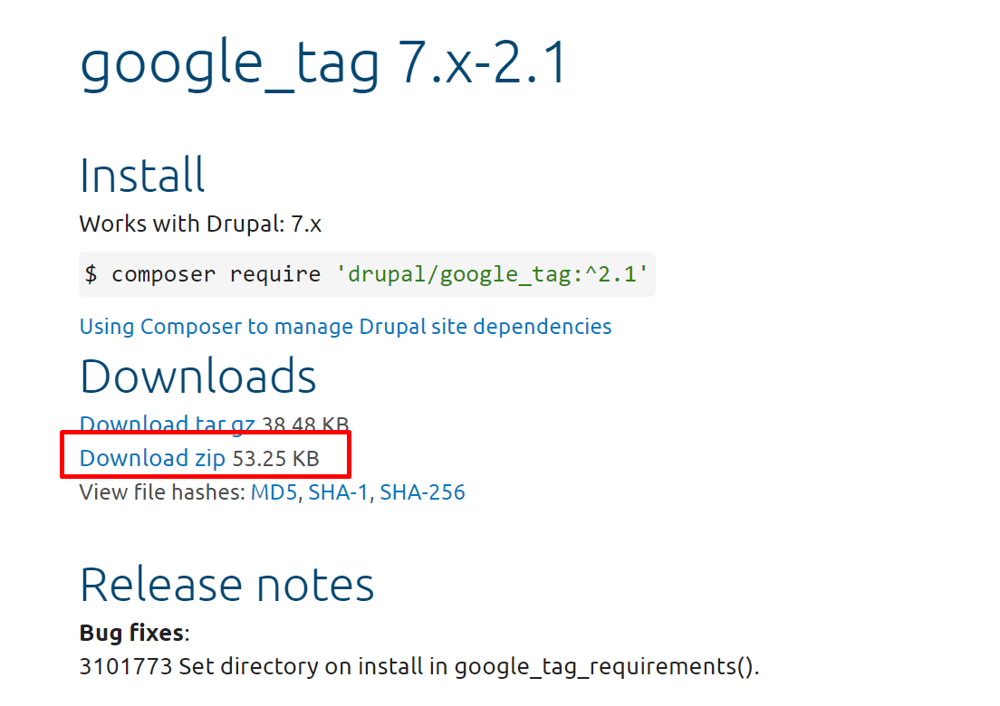 google_tag 7.x-2.1
Install
Works with Drupal: 7.x
$ composer require 'drupal/google_tag:^2.1'
Using Composer to manage Drupal site dependencies
Downloads
Download tar.gz 38.48 KB
Download zip 53.25 KB
View file hashes: MD5, SHA-1, SHA-256
Release notes
Bug fixes:
3101773 Set directory on install in google_tag_requirements().